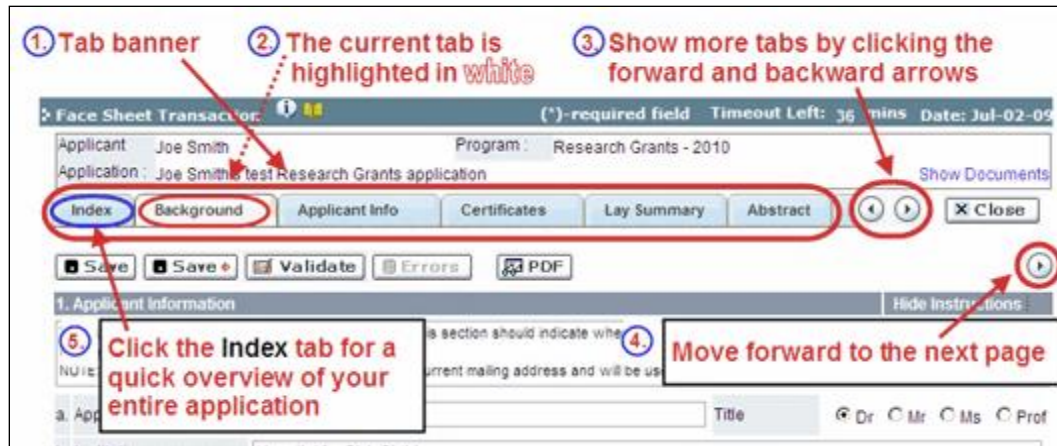 1. Tab banner
2. The current tab is
highlighted in white
3. Show more tabs by clicking the
forward and backward arrows
Face Sheet Transaction
(*)-required field Timeout Left: 36 mins Date: Jul-02-09
Applicant Joe Smith Program : Research Grants - 2010
Application : Joe Smith's test Research Grants application Show Documents
Index Background Applicant Info Certificates Lay Summary Abstract X Close
Save Save Validate Errors PDF
1. Applicant Information Hide Instructions
s section should indicate whe
NOTE urrent mailing address and will be us
5. Click the Index tab for a
quick overview of your
entire application
4. Move forward to the next page
a. App Title Dr Mr Ms Prof